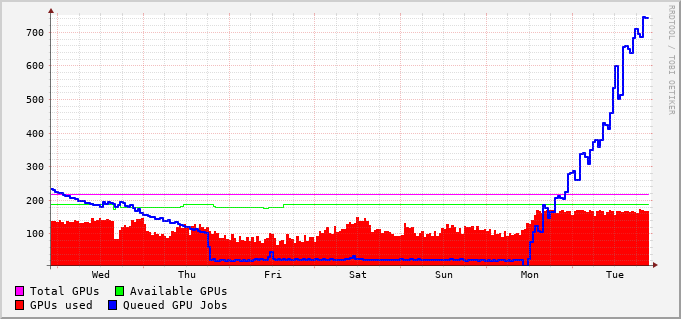 700
600
500
400
300
200
100
Wed Thu Fri Sat Sun Mon Tue
Total GPUs Available GPUs
GPUs used Queued GPU Jobs
RRDTOOL / TOBI OETIKER